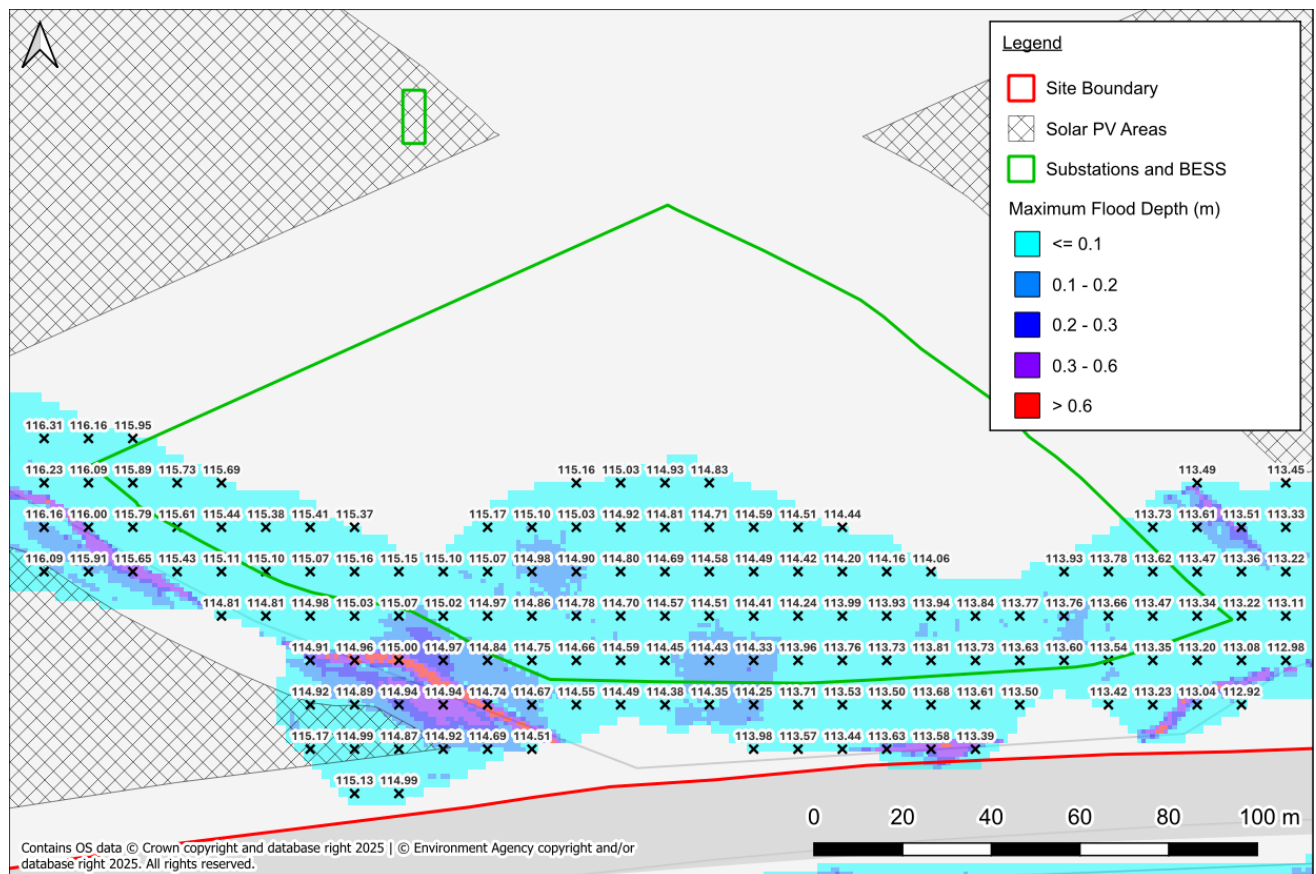 Legend
Site Boundary
Solar PV Areas
Substations and BESS
Maximum Flood Depth (m)
<= 0.1
0.1 - 0.2
0.2 - 0.3
0.3 - 0.6
> 0.6
116.31 116.16 115.95
116.23 116.09 115.89 115.73 115.69 115.16 115.03 114.93 114.83 113.49 113.45
116.16 116.00 115.79 115.61 115.44 115.38 115.41 115.37 115.17 115.10 115.03 114.92 114.81 114.71 114.59 114.51 114.44 113.73 113.61 113.51 113.33
116.09 115.91 115.65 115.43 115.11 115.10 115.07 115.16 115.15 115.10 115.07 114.98 114.90 114.80 114.69 114.58 114.49 114.42 114.20 114.16 114.06 113.93 113.78 113.62 113.47 113.36 113.22
114.81 114.81 114.98 115.03 115.07 115.02 114.97 114.86 114.78 114.70 114.57 114.51 114.41 114.24 113.99 113.93 113.94 113.84 113.77 113.76 113.66 113.47 113.34 113.22 113.11
114.91 114.96 115.00 114.97 114.84 114.75 114.66 114.59 114.45 114.43 114.33 113.96 113.76 113.73 113.81 113.73 113.63 113.60 113.54 113.35 113.20 113.08 112.98
114.92 114.89 114.94 114.94 114.74 114.67 114.55 114.49 114.38 114.35 114.25 113.71 113.53 113.50 113.68 113.61 113.50 113.42 113.23 113.04 112.92
115.17 114.99 114.87 114.92 114.69 114.51 113.98 113.57 113.44 113.63 113.58 113.39
115.13 114.99
0 20 40 60 80 100 m
Contains OS data © Crown copyright and database right 2025 | © Environment Agency copyright and/or
database right 2025. All rights reserved.